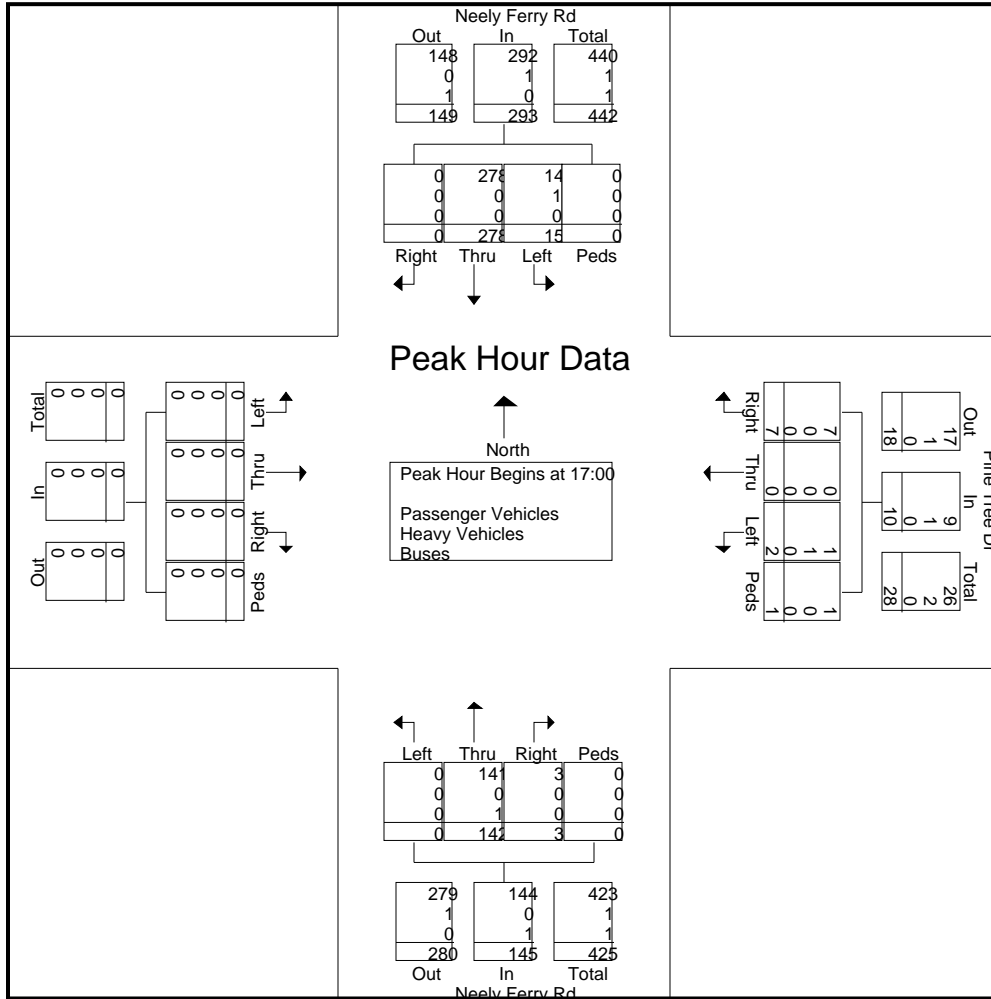 Neely Ferry Rd
Out In Total
148 292 440
0 1 1
1 0 1
149 293 442
0 278 14 0
0 0 1 0
0 0 0 0
0 278 15 0
Right Thru Left Peds
Peak Hour Data
North
Peak Hour Begins at 17:00
Passenger Vehicles
Heavy Vehicles
Buses
Total
0 0 0 0
In
0 0 0 0
Out
0 0 0 0
Left
0 0 0 0
Thru
0 0 0 0
Right
0 0 0 0
Peds
0 0 0 0
Right
7 0 0 7
Thru
0 0 0 0
Left
1 1 0 2
Peds
1 0 0 1
Out
17 1 0 18
In
9 1 0 10
Total
26 2 0 28
Pine Tree Dr
Left Thru Right Peds
0 141 3 0
0 0 0 0
0 1 0 0
0 142 3 0
279 144 423
1 0 1
0 1 1
280 145 425
Out In Total
Neely Ferry Rd